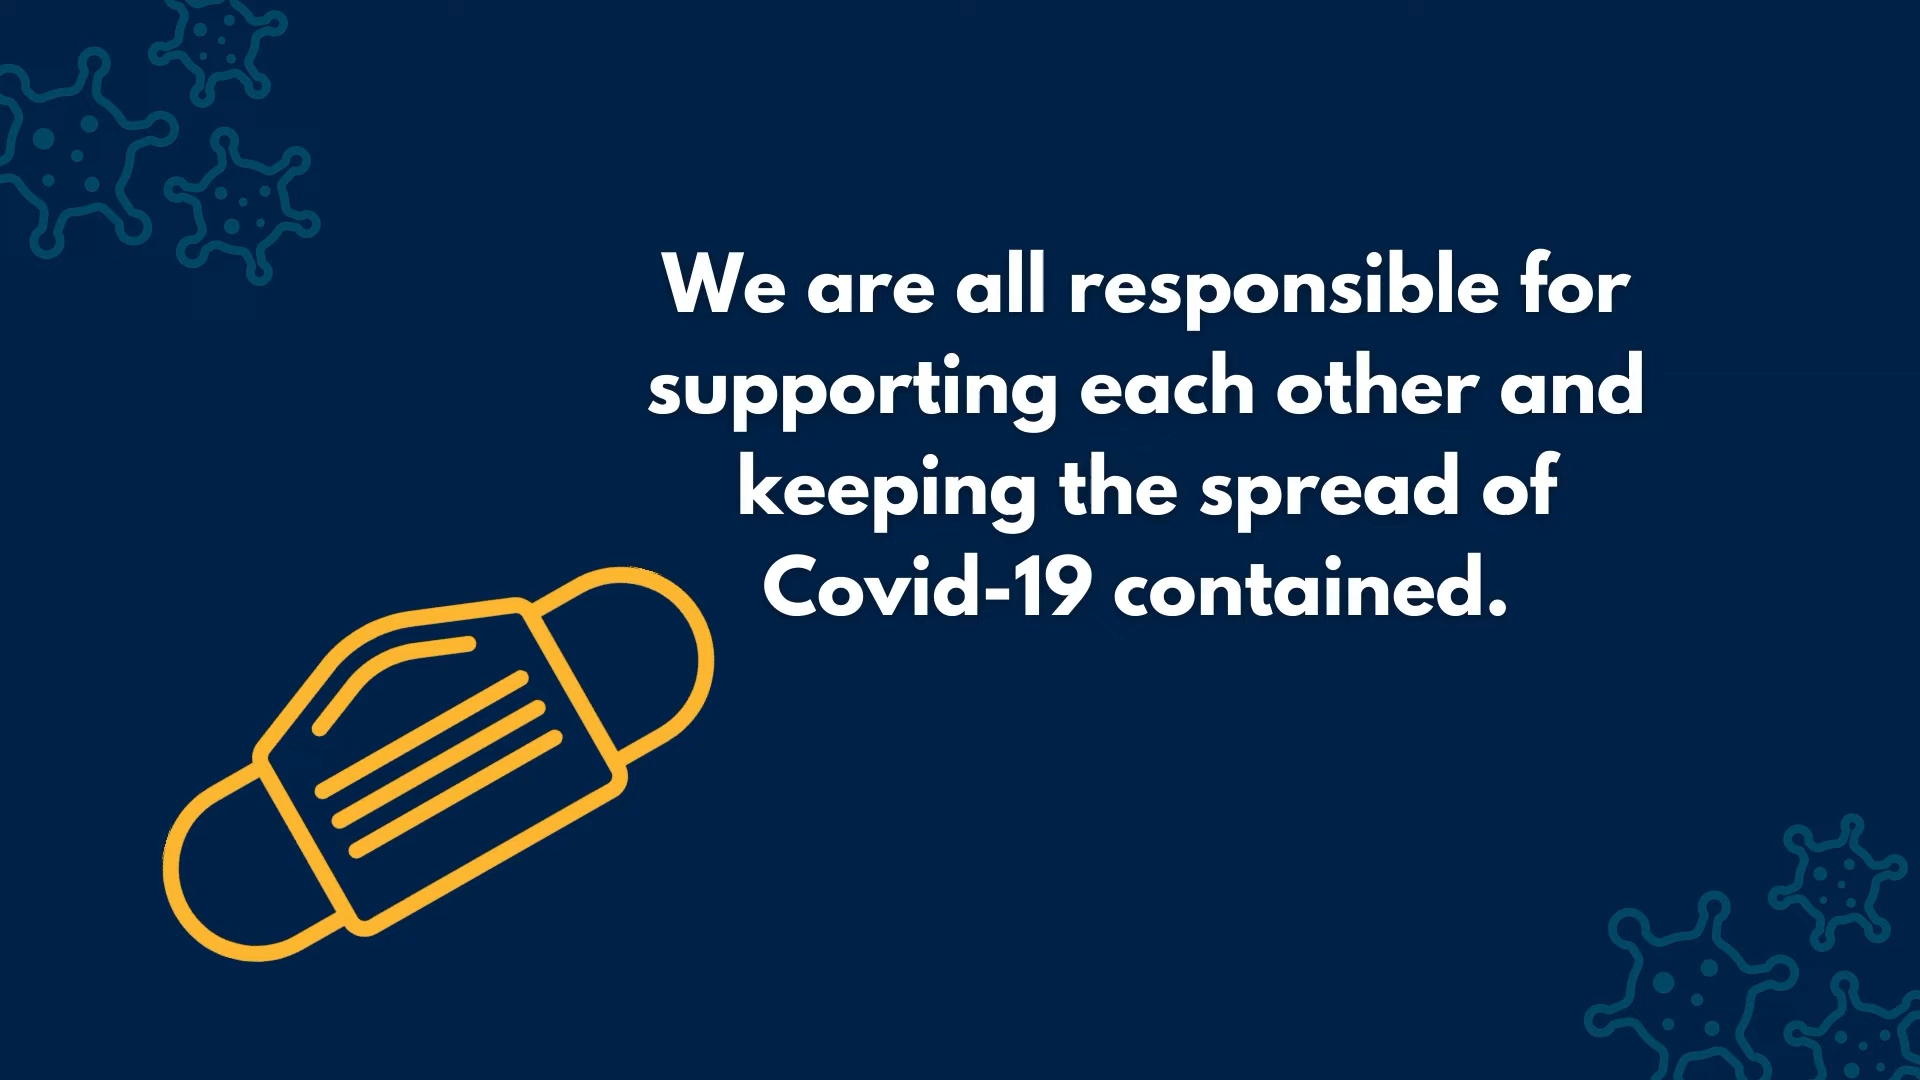 We are all responsible for
supporting each other and
keeping the spread of
Covid-19 contained.